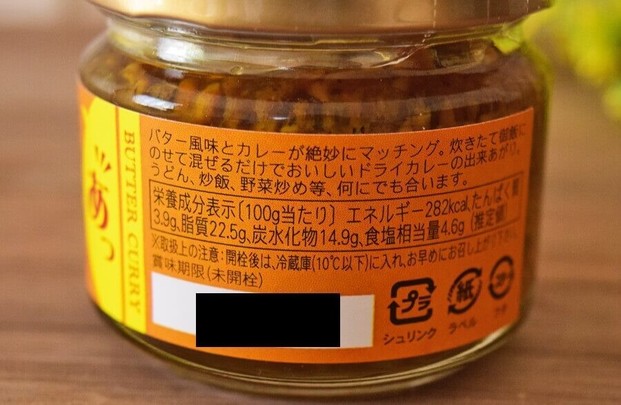 バター風味とカレーが絶妙にマッチング。炊きたて御飯に
のせて混ぜるだけでおいしいドライカレーの出来あがり。
うどん、炒飯、野菜炒め等、何にでも合います。
栄養成分表示〔100g当たり〕 エネルギー282kcal、たんぱく質
3.9g、脂質22.5g、炭水化物14.9g、食塩相当量4.6g (推定値)
※取扱上の注意:開栓後は、冷蔵庫(10℃以下)に入れ、お早めにお召し上がり下さい。
賞味期限(未開栓)
あっ
BUTTER CURRY
プラ
シュリンク
紙
ラベル